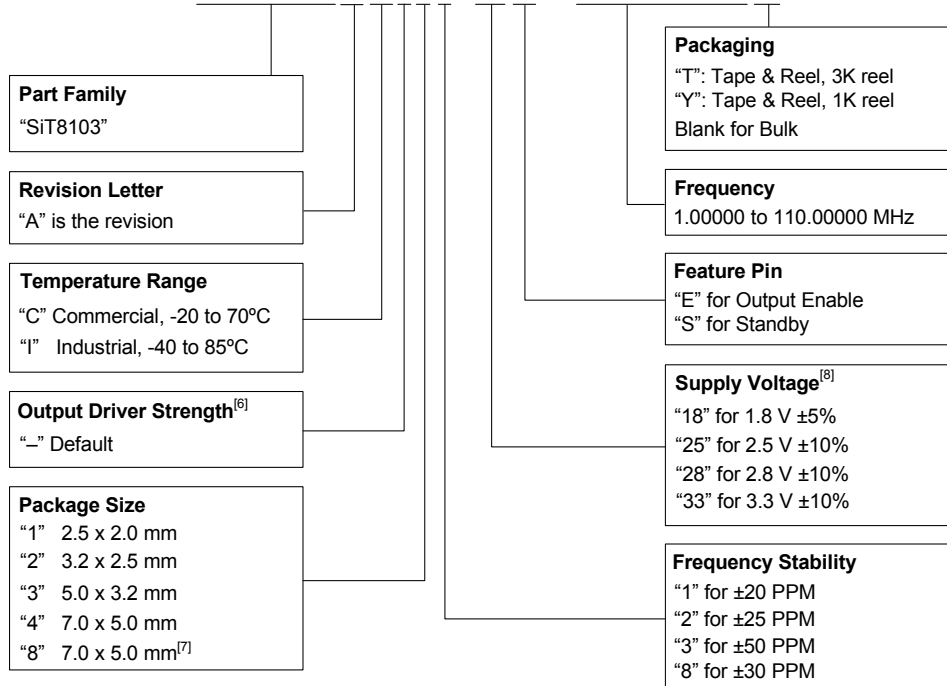 Part Family
“SiT8103”
Revision Letter
“A” is the revision
Temperature Range
“C” Commercial, -20 to 70ºC
“I” Industrial, -40 to 85ºC
Output Driver Strength[6]
“–” Default
Package Size
“1” 2.5 x 2.0 mm
“2” 3.2 x 2.5 mm
“3” 5.0 x 3.2 mm
“4” 7.0 x 5.0 mm
“8” 7.0 x 5.0 mm[7]
Packaging
“T”: Tape & Reel, 3K reel
“Y”: Tape & Reel, 1K reel
Blank for Bulk
Frequency
1.00000 to 110.00000 MHz
Feature Pin
“E” for Output Enable
“S” for Standby
Supply Voltage[8]
“18” for 1.8 V ±5%
“25” for 2.5 V ±10%
“28” for 2.8 V ±10%
“33” for 3.3 V ±10%
Frequency Stability
“1” for ±20 PPM
“2” for ±25 PPM
“3” for ±50 PPM
“8” for ±30 PPM